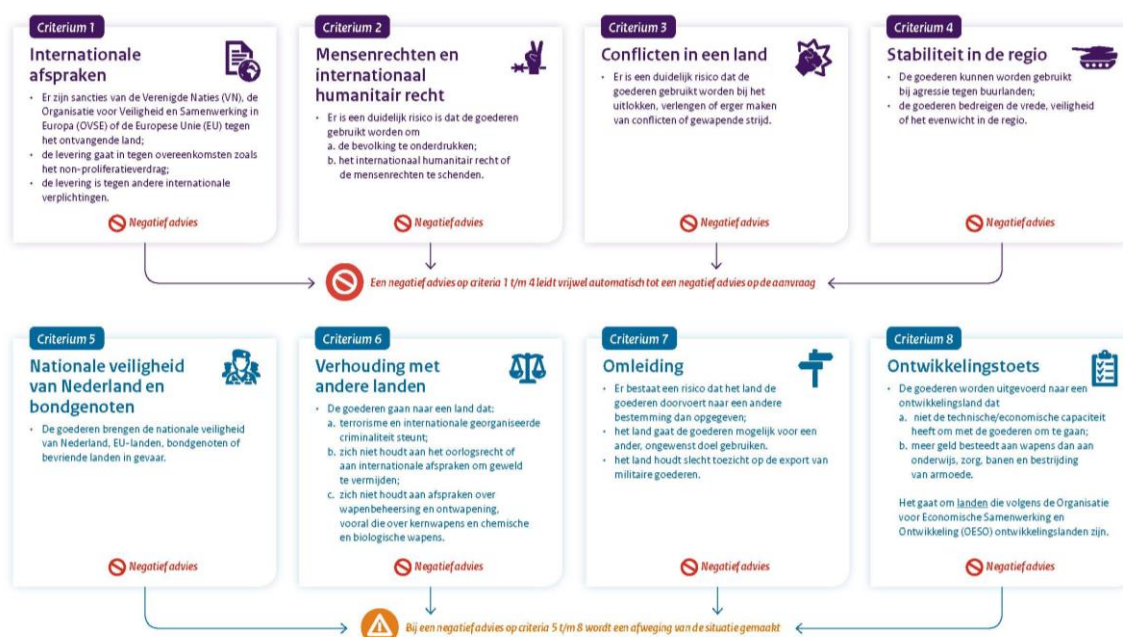 Criterium 1
Internationale
afspraken
• Er zijn sancties van de Verenigde Naties (VN), de
Organisatie voor Veiligheid en Samenwerking in
Europa (OVSE) of de Europese Unie (EU) tegen
het ontvangende land;
• de levering gaat in tegen overeenkomsten zoals
het non-proliferatieverdrag;
• de levering is tegen andere internationale
verplichtingen.
Negatief advies
Criterium 2
Mensenrechten en
internationaal
humanitair recht
• Er is een duidelijk risico is dat de goederen
gebruikt worden om
a. de bevolking te onderdrukken;
b. het internationaal humanitair recht of
de mensenrechten te schenden.
Negatief advies
Criterium 3
Conflicten in een land
• Er is een duidelijk risico dat de
goederen gebruikt worden bij het
uitlokken, verlengen of erger maken
van conflicten of gewapende strijd.
Negatief advies
Criterium 4
Stabiliteit in de regio
• De goederen kunnen worden gebruikt
bij agressie tegen buurlanden;
• de goederen bedreigen de vrede, veiligheid
of het evenwicht in de regio.
Negatief advies
Een negatief advies op criteria 1 t/m 4 leidt vrijwel automatisch tot een negatief advies op de aanvraag
Criterium 5
Nationale veiligheid
van Nederland en
bondgenoten
• De goederen brengen de nationale veiligheid
van Nederland, EU-landen, bondgenoten of
bevriende landen in gevaar.
Negatief advies
Criterium 6
Verhouding met
andere landen
• De goederen gaan naar een land dat:
a. terrorisme en internationale georganiseerde
criminaliteit steunt;
b. zich niet houdt aan het oorlogsrecht of
aan internationale afspraken om geweld
te vermijden;
c. zich niet houdt aan afspraken over
wapenbeheersing en ontwapening,
vooral die over kernwapens en chemische
en biologische wapens.
Negatief advies
Criterium 7
Omleiding
• Er bestaat een risico dat het land de
goederen doorvoert naar een andere
bestemming dan opgegeven;
• het land gaat de goederen mogelijk voor een
ander, ongewenst doel gebruiken.
• het land houdt slecht toezicht op de export van
militaire goederen.
Negatief advies
Criterium 8
Ontwikkelingstoets
• De goederen worden uitgevoerd naar een
ontwikkelingsland dat
a. niet de technische/economische capaciteit
heeft om met de goederen om te gaan;
b. meer geld besteedt aan wapens dan aan
onderwijs, zorg, banen en bestrijding
van armoede.
Het gaat om landen die volgens de Organisatie
voor Economische Samenwerking en
Ontwikkeling (OESO) ontwikkelingslanden zijn.
Negatief advies
Bij een negatief advies op criteria 5 t/m 8 wordt een afweging van de situatie gemaakt